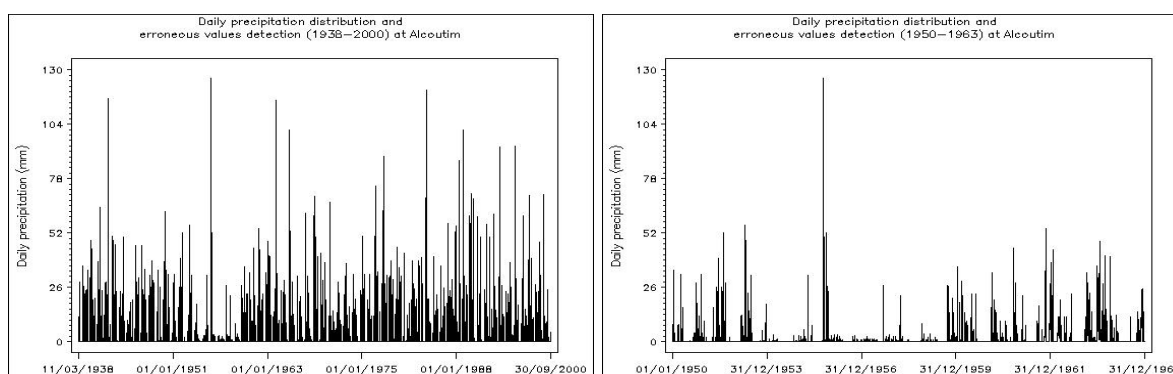 Daily precipitation distribution and
erroneous values detection (1938-2000) at Alcoutim
130
104
78
52
26
0
Daily precipitation (mm)
11/03/1938 01/01/1951 01/01/1963 01/01/1975 01/01/1988 30/09/2000
Daily precipitation distribution and
erroneous values detection (1950-1963) at Alcoutim
130
104
78
52
26
0
Daily precipitation (mm)
01/01/1950 31/12/1953 31/12/1956 31/12/1959 31/12/1961 31/12/196